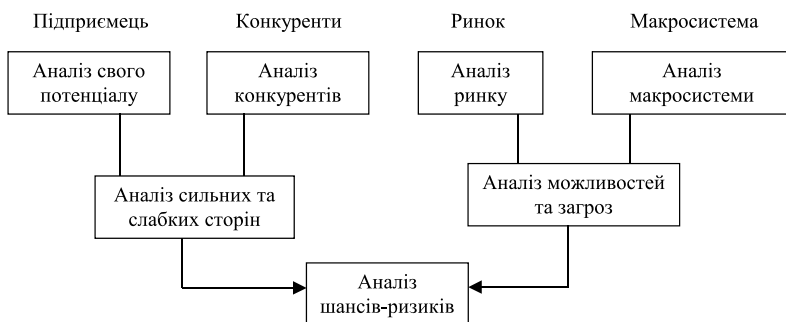 Підприємець
Конкуренти
Ринок
Макросистема
Аналіз свого
потенціалу
Аналіз
конкурентів
Аналіз
ринку
Аналіз
макросистеми
Аналіз сильних та
слабких сторін
Аналіз можливостей
та загроз
Аналіз
шансів-ризиків